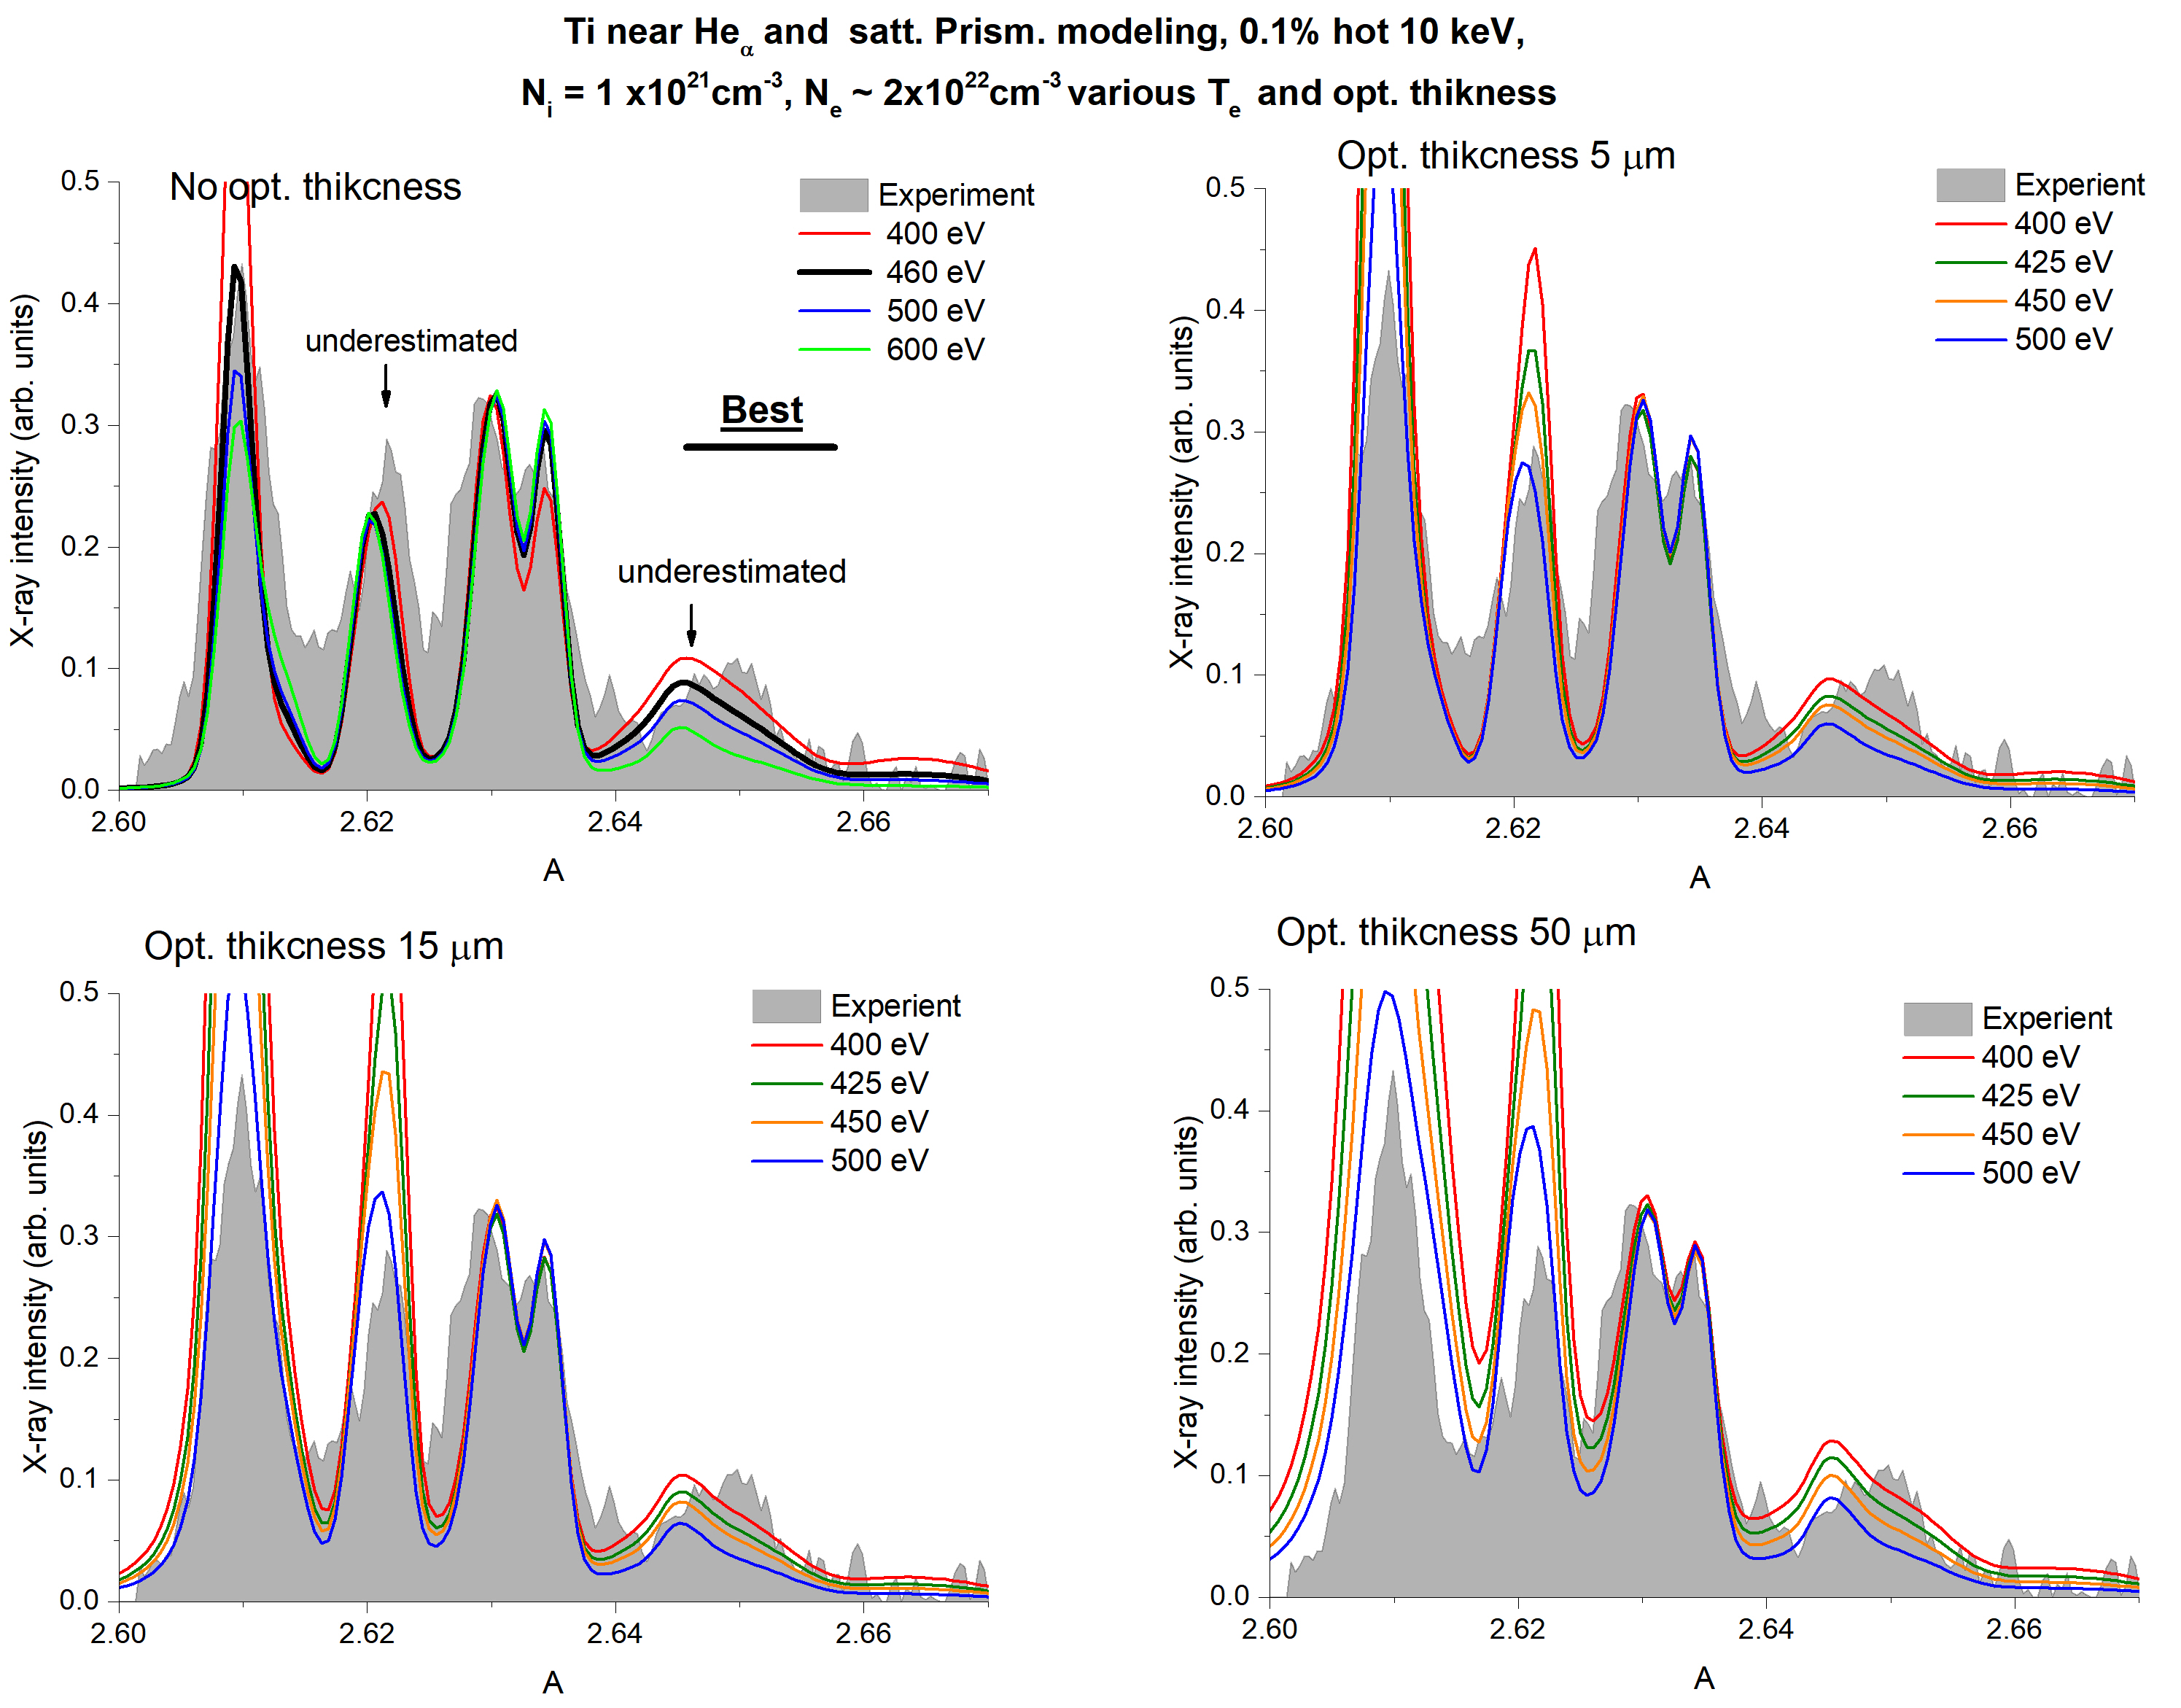 Ti near Heα and satt. Prism. modeling, 0.1% hot 10 keV,
Ni = 1 x10²¹cm⁻³, Ne ~ 2x10²²cm⁻³ various Te and opt. thikness
No opt. thikcness
X-ray intensity (arb. units)
0.5
0.4
0.3
0.2
0.1
0.0
2.60
2.62
2.64
2.66
A
Experiment
400 eV
460 eV
500 eV
600 eV
underestimated
Best
underestimated
Opt. thikcness 5 μm
X-ray intensity (arb. units)
0.5
0.4
0.3
0.2
0.1
0.0
2.60
2.62
2.64
2.66
A
Experient
400 eV
425 eV
450 eV
500 eV
Opt. thikcness 15 μm
X-ray intensity (arb. units)
0.5
0.4
0.3
0.2
0.1
0.0
2.60
2.62
2.64
2.66
A
Experient
400 eV
425 eV
450 eV
500 eV
Opt. thikcness 50 μm
X-ray intensity (arb. units)
0.5
0.4
0.3
0.2
0.1
0.0
2.60
2.62
2.64
2.66
A
Experient
400 eV
425 eV
450 eV
500 eV